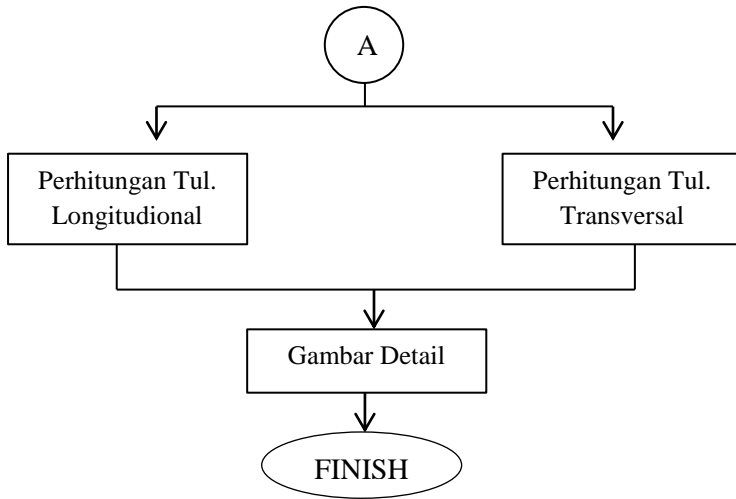 A
Perhitungan Tul.
Longitudional
Perhitungan Tul.
Transversal
Gambar Detail
FINISH